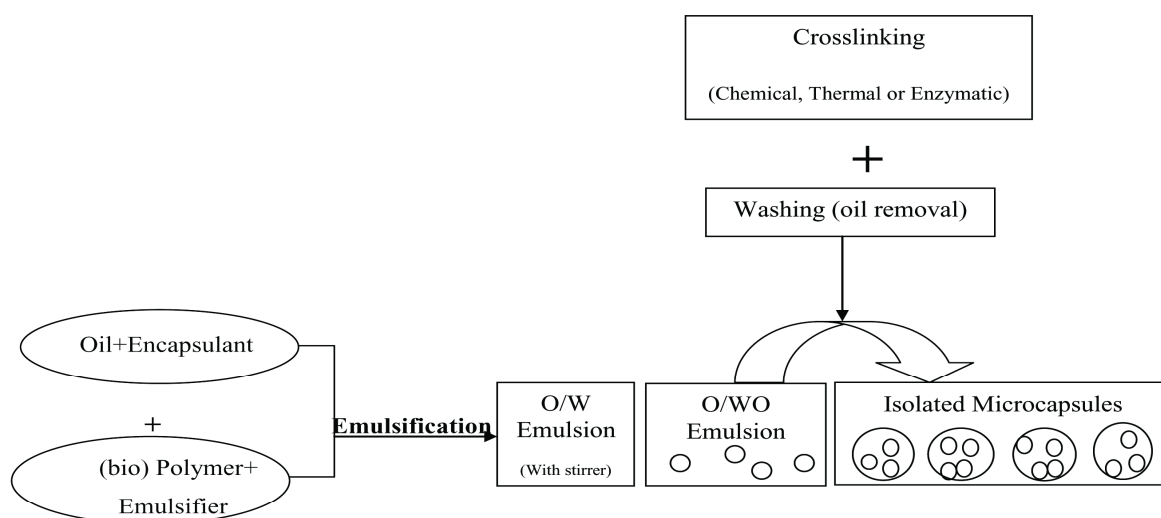 Crosslinking
(Chemical, Thermal or Enzymatic)
+
Washing (oil removal)
Oil+Encapsulant
+
(bio) Polymer+
Emulsifier
Emulsification
O/W
Emulsion
(With stirrer)
O/WO
Emulsion
Isolated Microcapsules